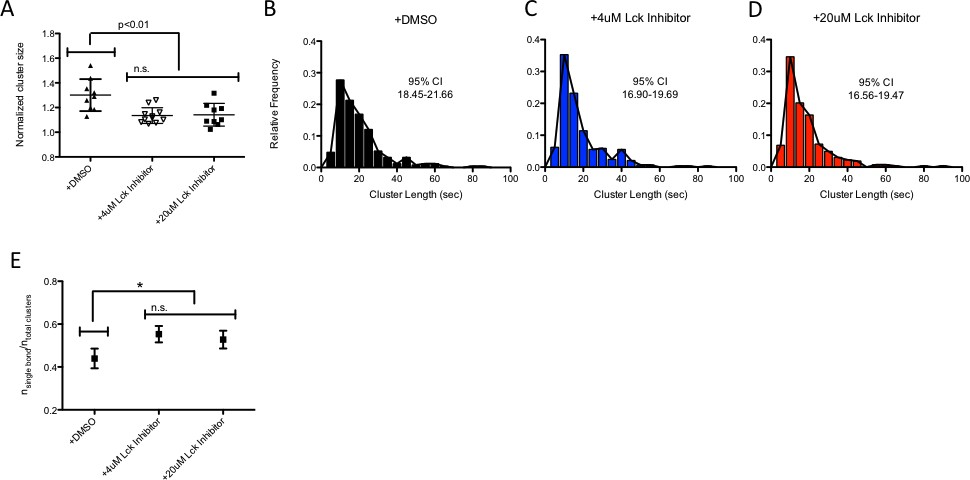 A
p<0.01
n.s.
Normalized cluster size
1.8
1.6
1.4
1.2
1.0
0.8
+DMSO
+4uM Lck Inhibitor
+20uM Lck Inhibitor
B
+DMSO
Relative Frequency
0.4
0.3
0.2
0.1
0.0
95% CI
18.45-21.66
0 20 40 60 80 100
Cluster Length (sec)
C
+4uM Lck Inhibitor
0.4
0.3
0.2
0.1
0.0
95% CI
16.90-19.69
0 20 40 60 80 100
Cluster Length (sec)
D
+20uM Lck Inhibitor
0.4
0.3
0.2
0.1
0.0
95% CI
16.56-19.47
0 20 40 60 80 100
Cluster Length (sec)
E
*
n.s.
nsingle bond/ntotal clusters
0.8
0.6
0.4
0.2
+DMSO
+4uM Lck Inhibitor
+20uM Lck Inhibitor